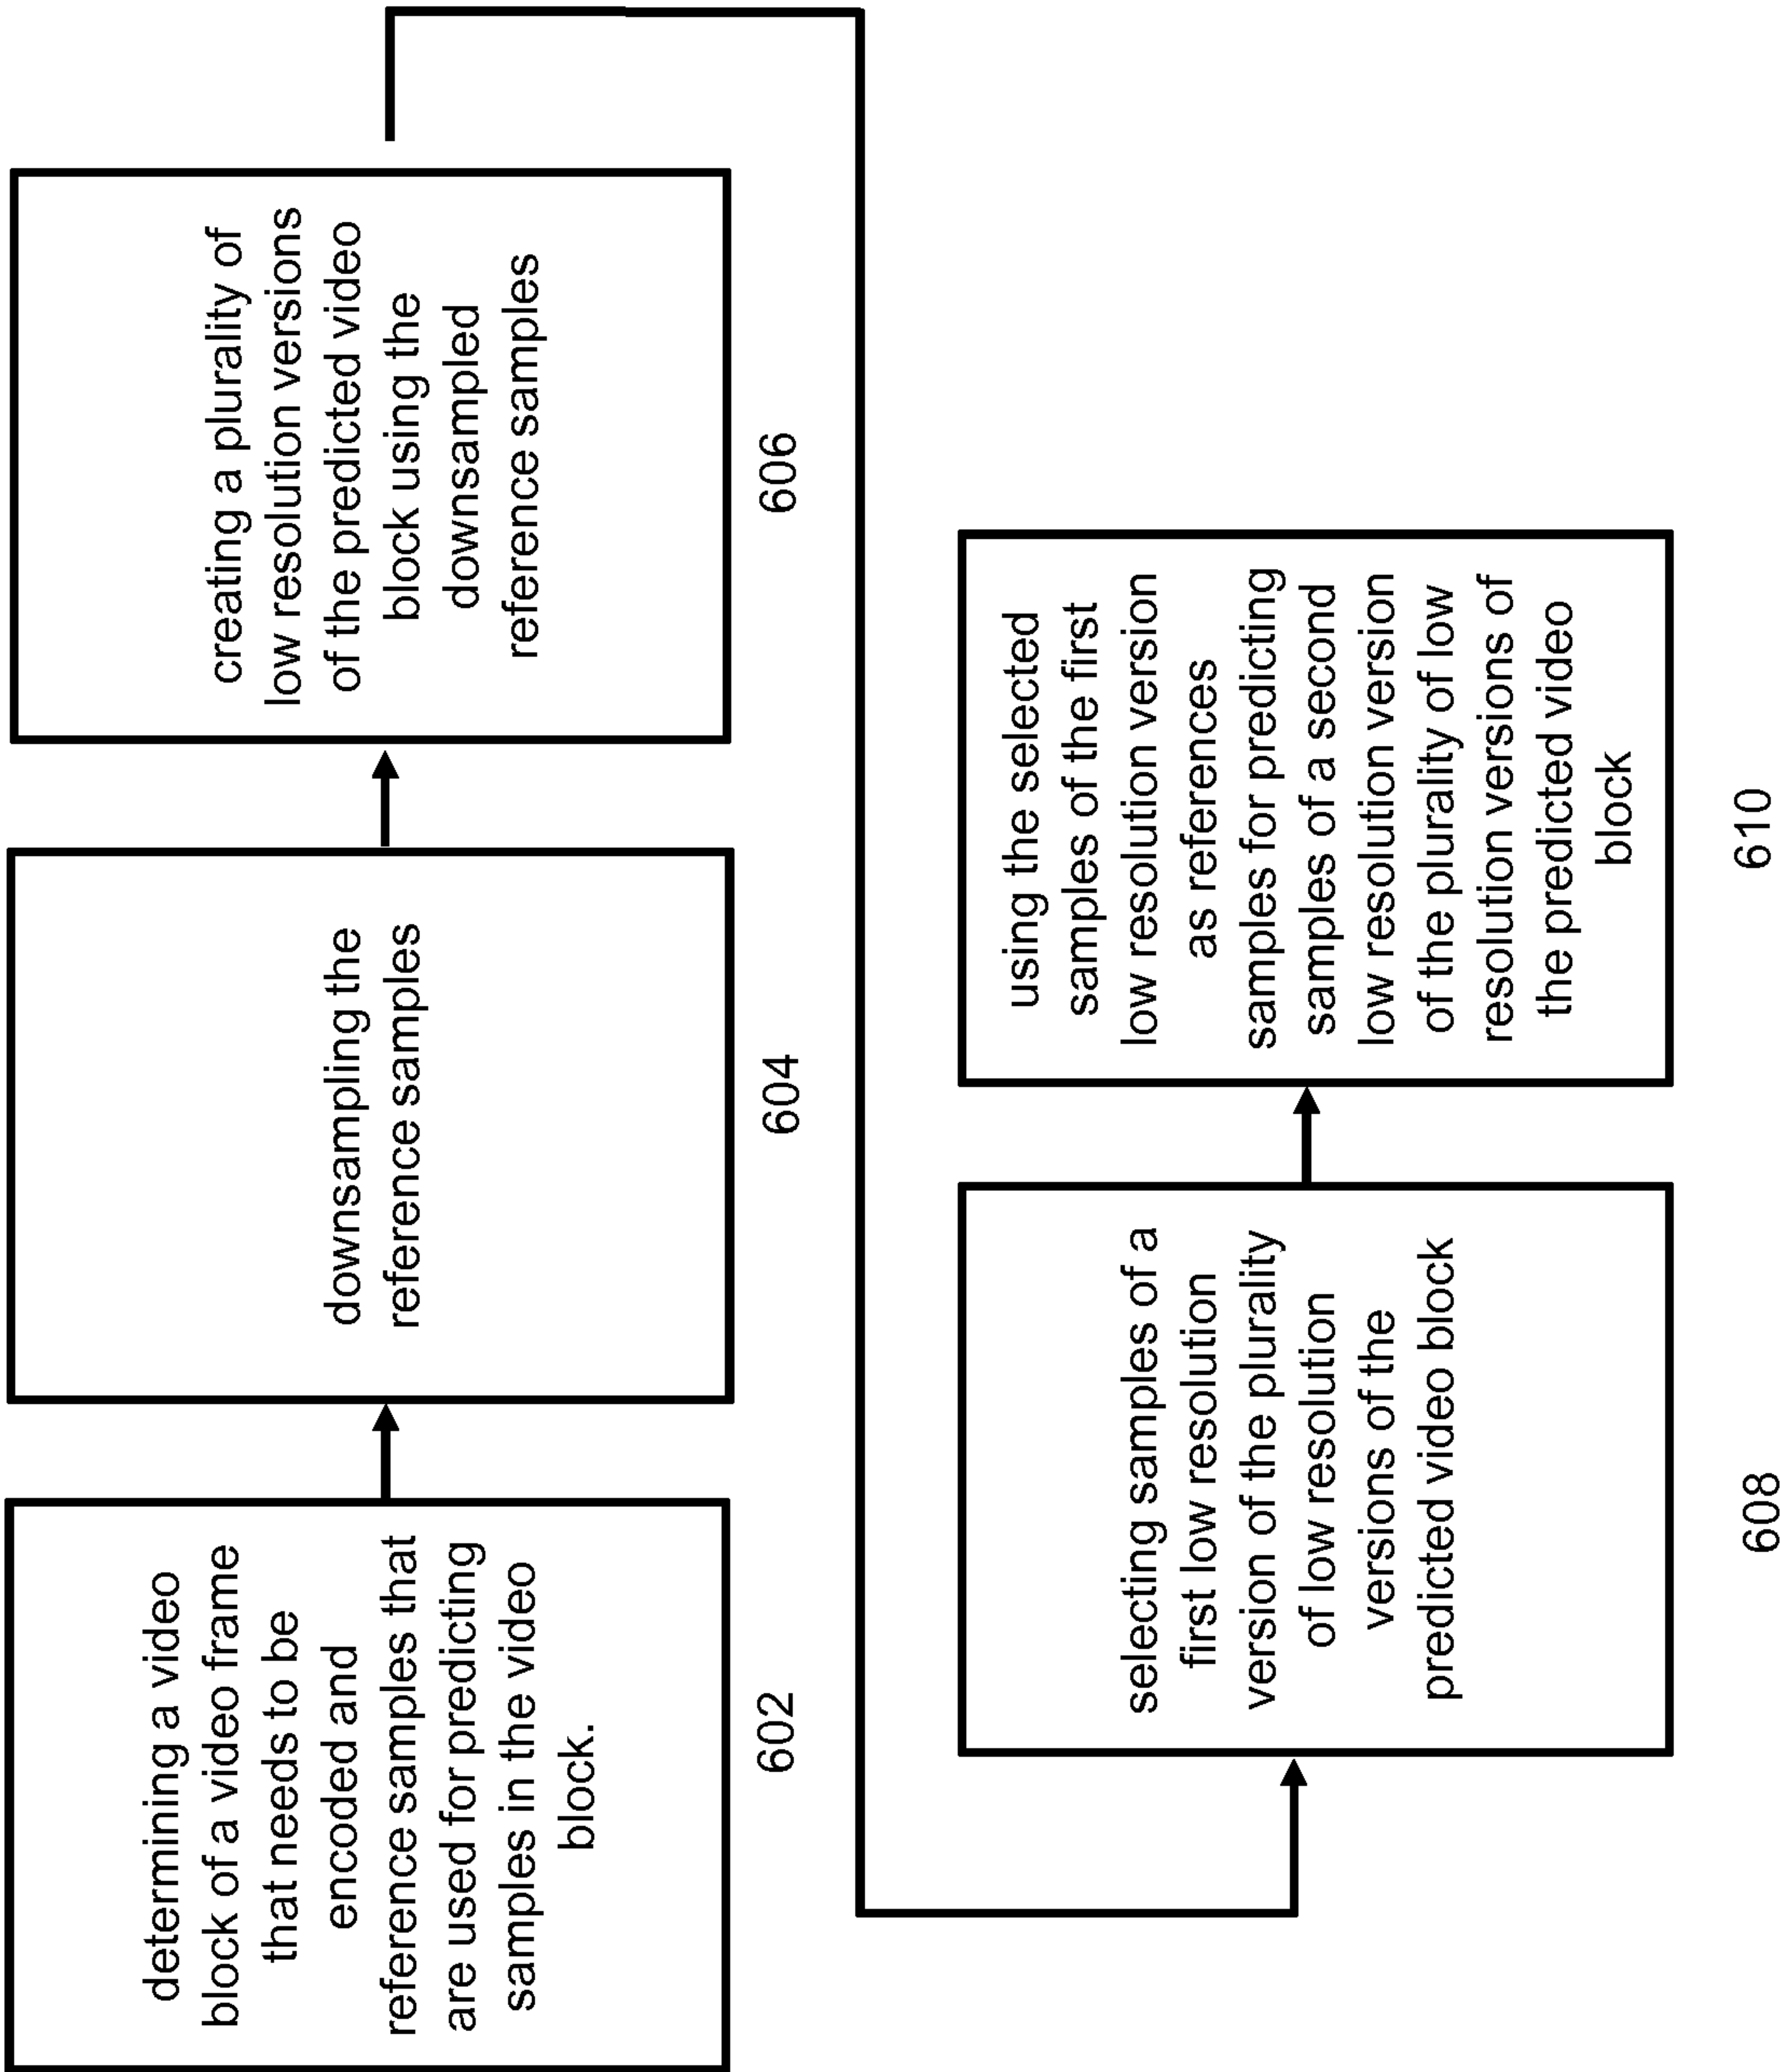 determining a video
block of a video frame
that needs to be
encoded and
reference samples that
are used for predicting
samples in the video
block.
602
downsampling the
reference samples
604
creating a plurality of
low resolution versions
of the predicted video
block using the
downsampled
reference samples
606
selecting samples of a
first low resolution
version of the plurality
of low resolution
versions of the
predicted video block
608
using the selected
samples of the first
low resolution version
as references
samples for predicting
samples of a second
low resolution version
of the plurality of low
resolution versions of
the predicted video
block
610